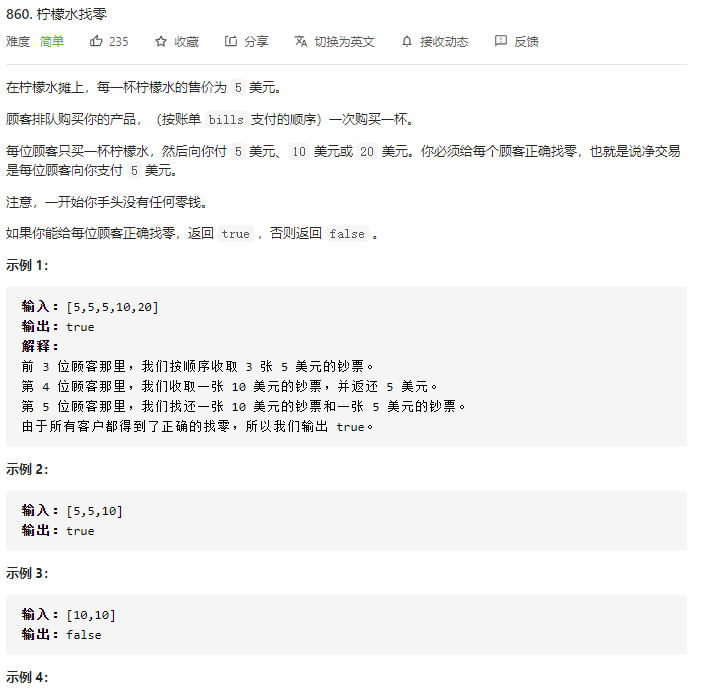 860. 柠檬水找零
难度 简单 235 收藏 分享 切换为英文 接收动态 反馈
在柠檬水摊上，每一杯柠檬水的售价为 5 美元。
顾客排队购买你的产品，（按账单 bills 支付的顺序）一次购买一杯。
每位顾客只买一杯柠檬水，然后向你付 5 美元、10 美元或 20 美元。你必须给每个顾客正确找零，也就是说净交易
是每位顾客向你支付 5 美元。
注意，一开始你手头没有任何零钱。
如果你能给每位顾客正确找零，返回 true ，否则返回 false 。
示例 1：
输入：[5,5,5,10,20]
输出：true
解释：
前 3 位顾客那里，我们按顺序收取 3 张 5 美元的钞票。
第 4 位顾客那里，我们收取一张 10 美元的钞票，并返还 5 美元。
第 5 位顾客那里，我们找还一张 10 美元的钞票和一张 5 美元的钞票。
由于所有客户都得到了正确的找零，所以我们输出 true。
示例 2：
输入：[5,5,10]
输出：true
示例 3：
输入：[10,10]
输出：false
示例 4：